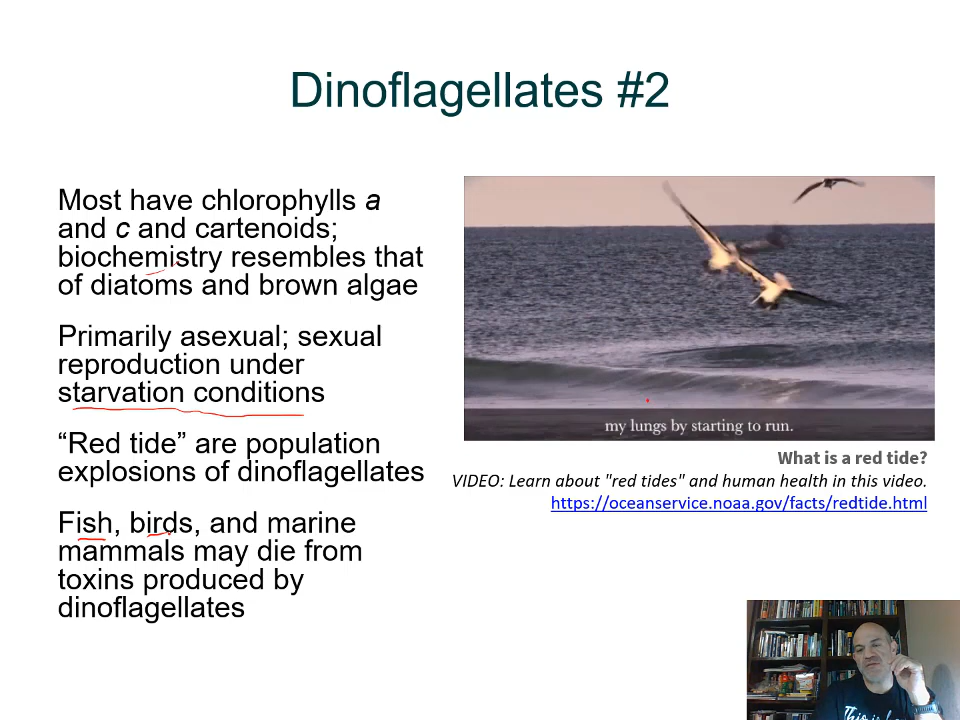 Dinoflagellates #2
Most have chlorophylls a
and c and cartenoids;
biochemistry resembles that
of diatoms and brown algae
Primarily asexual; sexual
reproduction under
starvation conditions
“Red tide” are population
explosions of dinoflagellates
Fish, birds, and marine
mammals may die from
toxins produced by
dinoflagellates
my lungs by starting to run.
What is a red tide?
VIDEO: Learn about "red tides" and human health in this video.
https://oceanservice.noaa.gov/facts/redtide.html